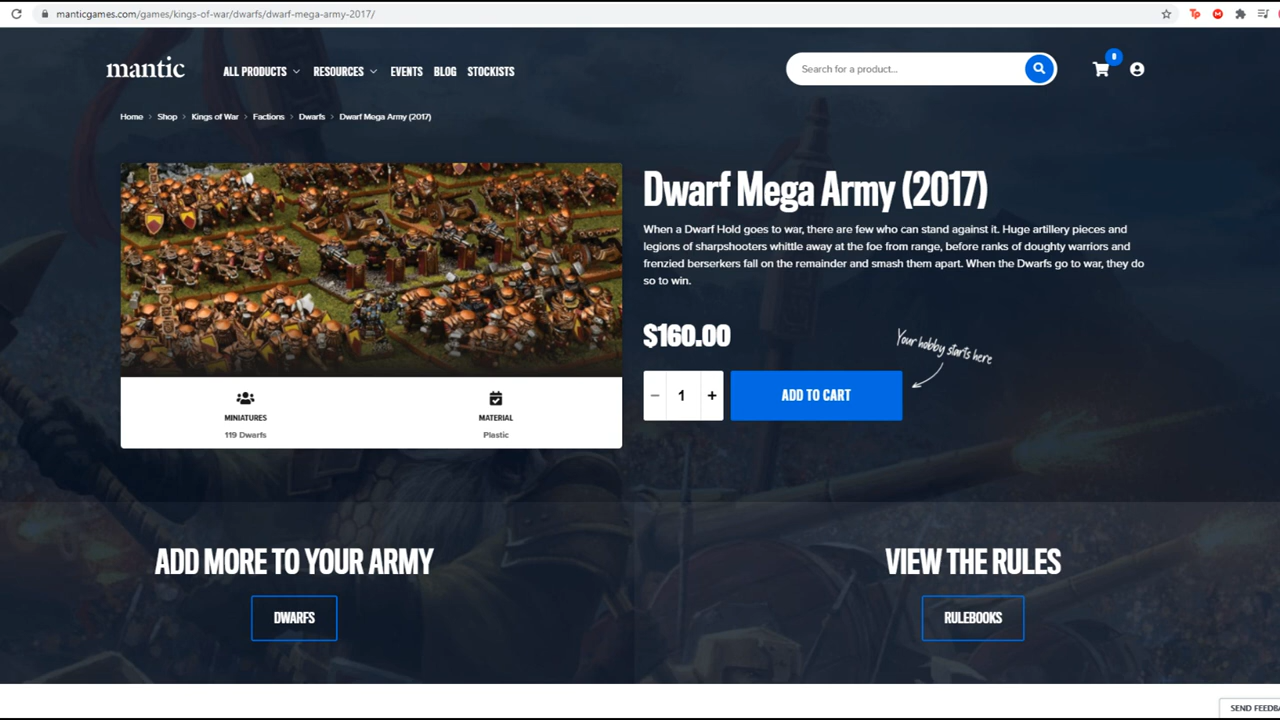 manticgames.com/games/kings-of-war/dwarfs/dwarf-mega-army-2017/
mantic
ALL PRODUCTS
RESOURCES
EVENTS
BLOG
STOCKISTS
Search for a product...
0
Home > Shop > Kings of War > Factions > Dwarfs > Dwarf Mega Army (2017)
Dwarf Mega Army (2017)
When a Dwarf Hold goes to war, there are few who can stand against it. Huge artillery pieces and
legions of sharpshooters whittle away at the foe from range, before ranks of doughty warriors and
frenzied berserkers fall on the remainder and smash them apart. When the Dwarfs go to war, they do
so to win.
$160.00
Your hobby starts here
− 1 +
ADD TO CART
MINIATURES
119 Dwarfs
MATERIAL
Plastic
ADD MORE TO YOUR ARMY
DWARFS
VIEW THE RULES
RULEBOOKS
SEND